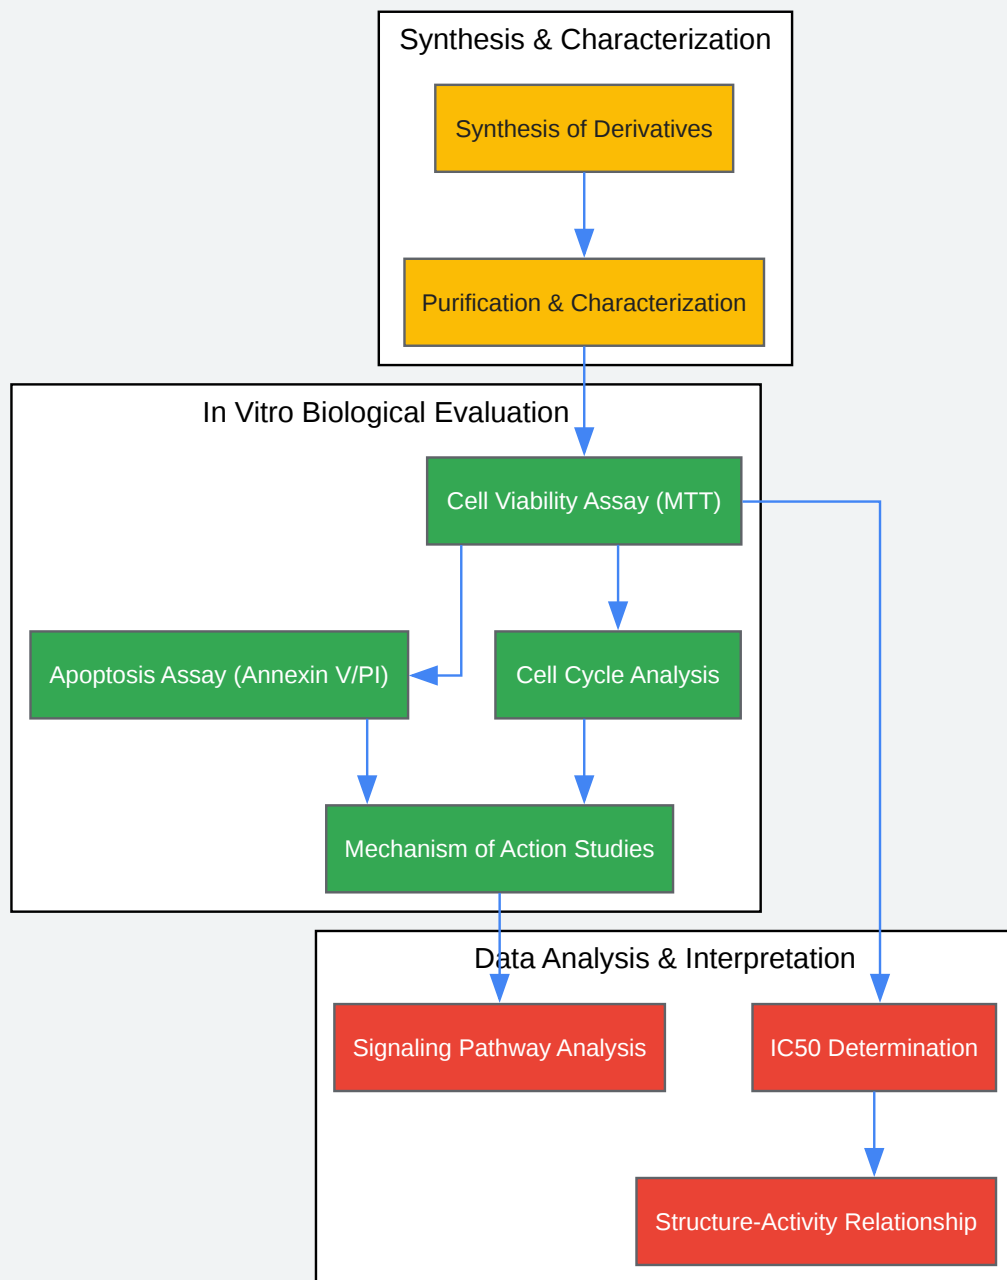 Synthesis & Characterization
Synthesis of Derivatives
Purification & Characterization
In Vitro Biological Evaluation
Cell Viability Assay (MTT)
Apoptosis Assay (Annexin V/PI)
Cell Cycle Analysis
Mechanism of Action Studies
Data Analysis & Interpretation
Signaling Pathway Analysis
IC50 Determination
Structure-Activity Relationship